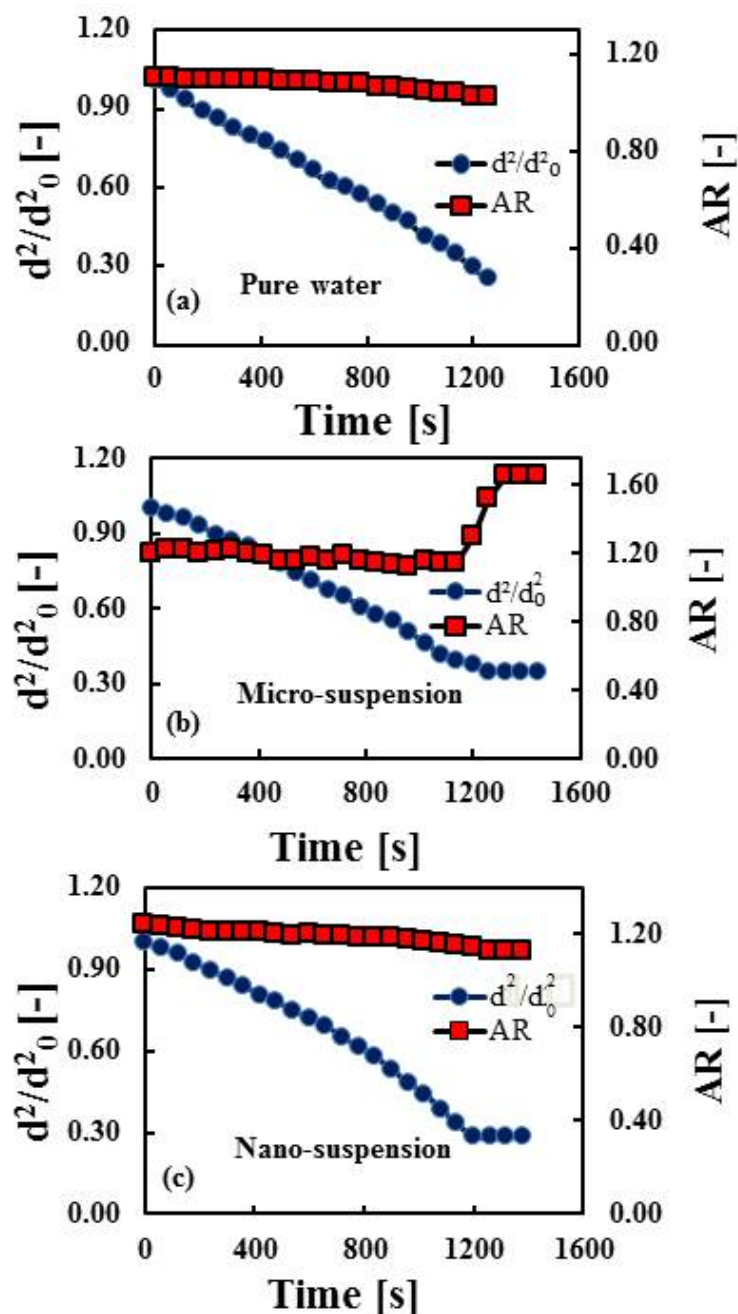 1.20
0.90
0.60
0.30
0.00
d²/d²₀ [-]
1.20
0.80
0.40
0.00
AR [-]
d²/d²₀
AR
Pure water
(a)
0 400 800 1200 1600
Time [s]
1.20
0.90
0.60
0.30
0.00
d²/d²₀ [-]
1.60
1.20
0.80
0.40
0.00
AR [-]
d²/d₀²
AR
Micro-suspension
(b)
0 400 800 1200 1600
Time [s]
1.20
0.90
0.60
0.30
0.00
d²/d²₀ [-]
1.20
0.80
0.40
0.00
AR [-]
d²/d₀²
AR
Nano-suspension
(c)
0 400 800 1200 1600
Time [s]